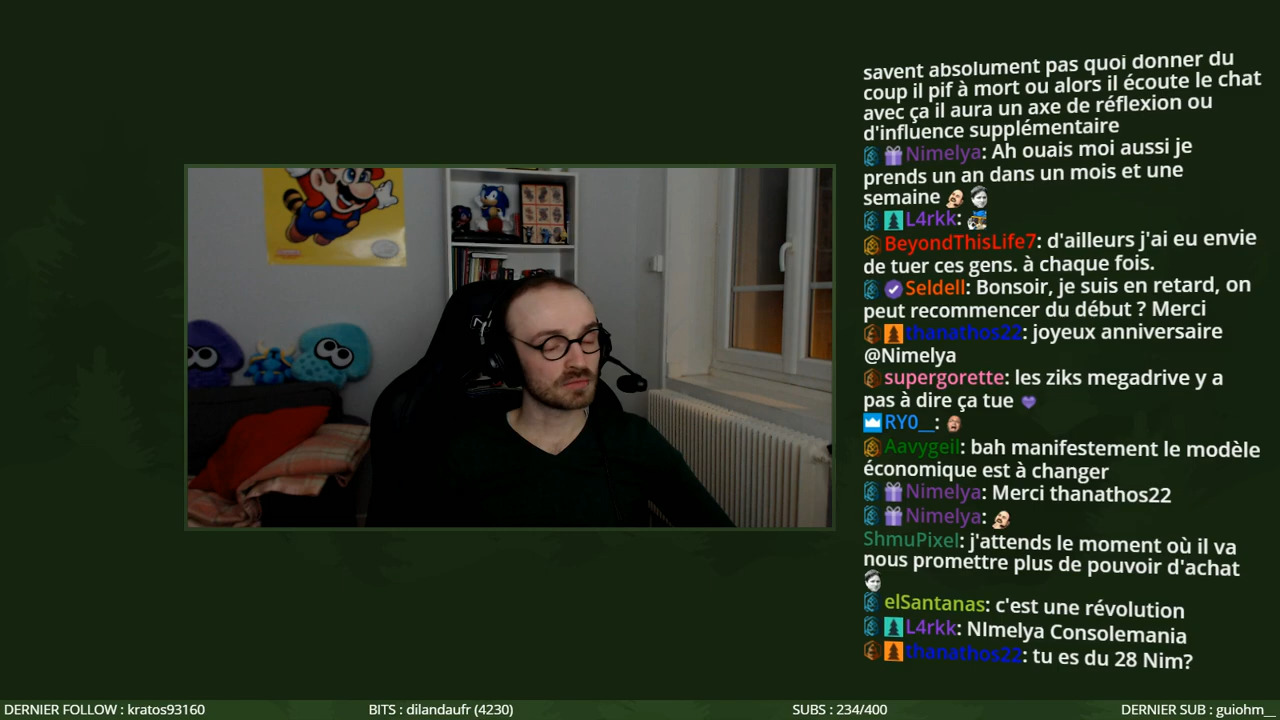 savent absolument pas quoi donner du
coup il pif à mort ou alors il écoute le chat
avec ça il aura un axe de réflexion ou
d'influence supplémentaire
Nimelya: Ah ouais moi aussi je
prends un an dans un mois et une
semaine
L4rkk:
BeyondThisLife7: d'ailleurs j'ai eu envie
de tuer ces gens. à chaque fois.
Seldell: Bonsoir, je suis en retard, on
peut recommencer du début ? Merci
thanathos22: joyeux anniversaire
@Nimelya
supergorette: les ziks megadrive y a
pas à dire ça tue
RY0__:
Aavygeil: bah manifestement le modèle
économique est à changer
Nimelya: Merci thanathos22
Nimelya:
ShmuPixel: j'attends le moment où il va
nous promettre plus de pouvoir d'achat
elSantanas: c'est une révolution
L4rkk: NImelya Consolemania
thanathos22: tu es du 28 Nim?
DERNIER FOLLOW : kratos93160
BITS : dilandaufr (4230)
SUBS : 234/400
DERNIER SUB : guiohm__